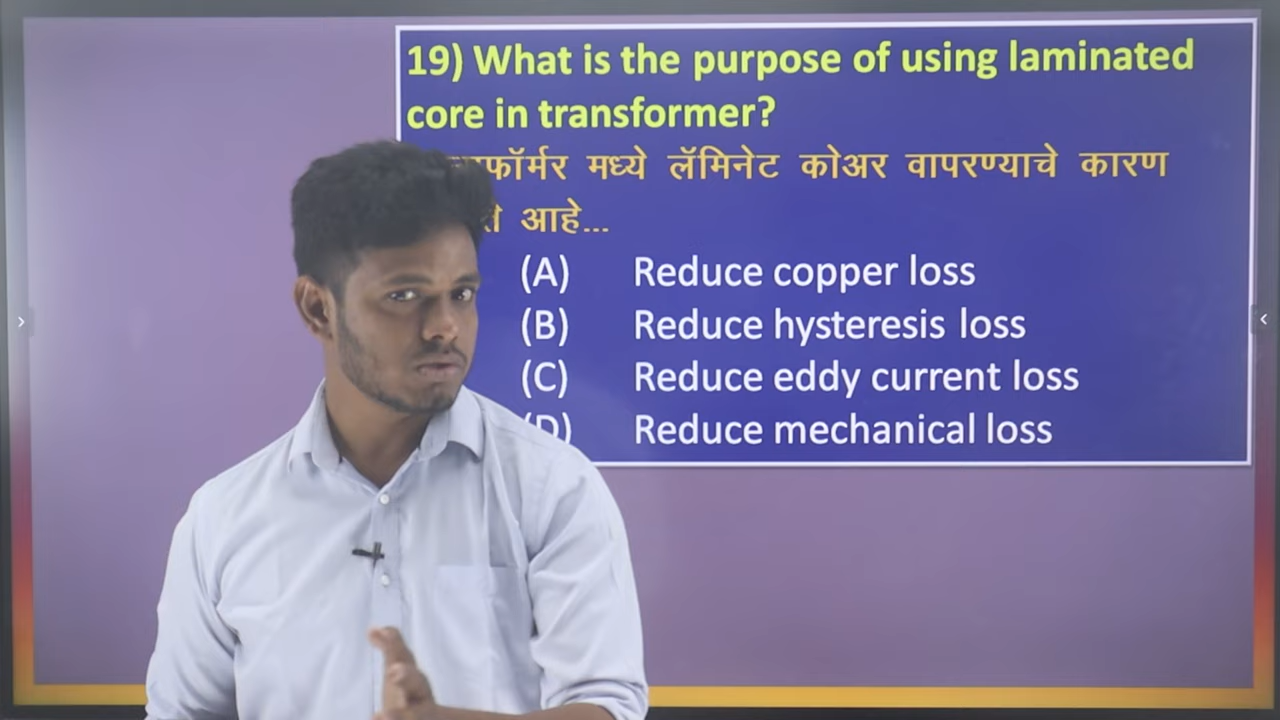 19) What is the purpose of using laminated
core in transformer?
मध्ये लॅमिनेट कोअर वापरण्याचे कारण
आहे...
(A) Reduce copper loss
(B) Reduce hysteresis loss
(C) Reduce eddy current loss
(D) Reduce mechanical loss